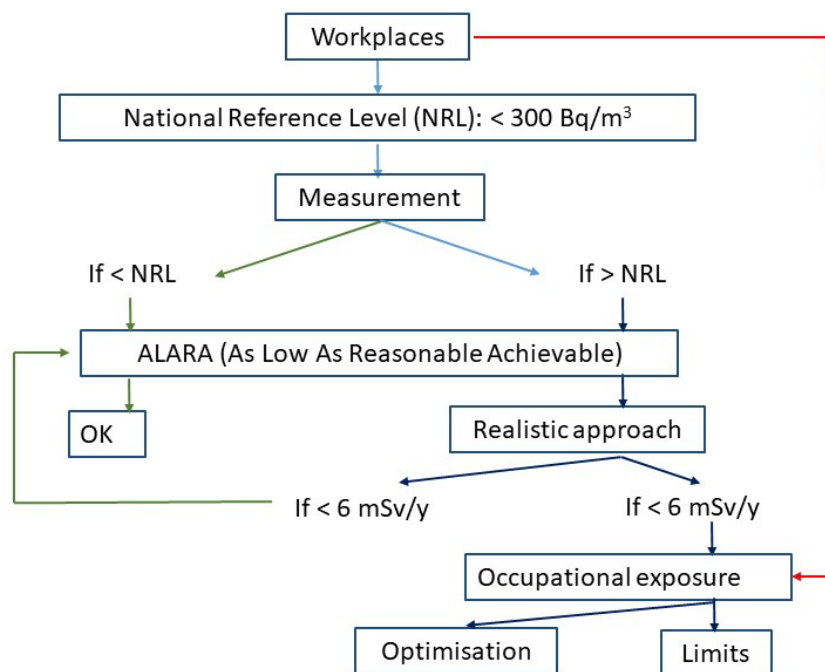 Workplaces
National Reference Level (NRL): < 300 Bq/m³
Measurement
If < NRL
If > NRL
ALARA (As Low As Reasonable Achievable)
OK
Realistic approach
If < 6 mSv/y
If < 6 mSv/y
Occupational exposure
Optimisation
Limits